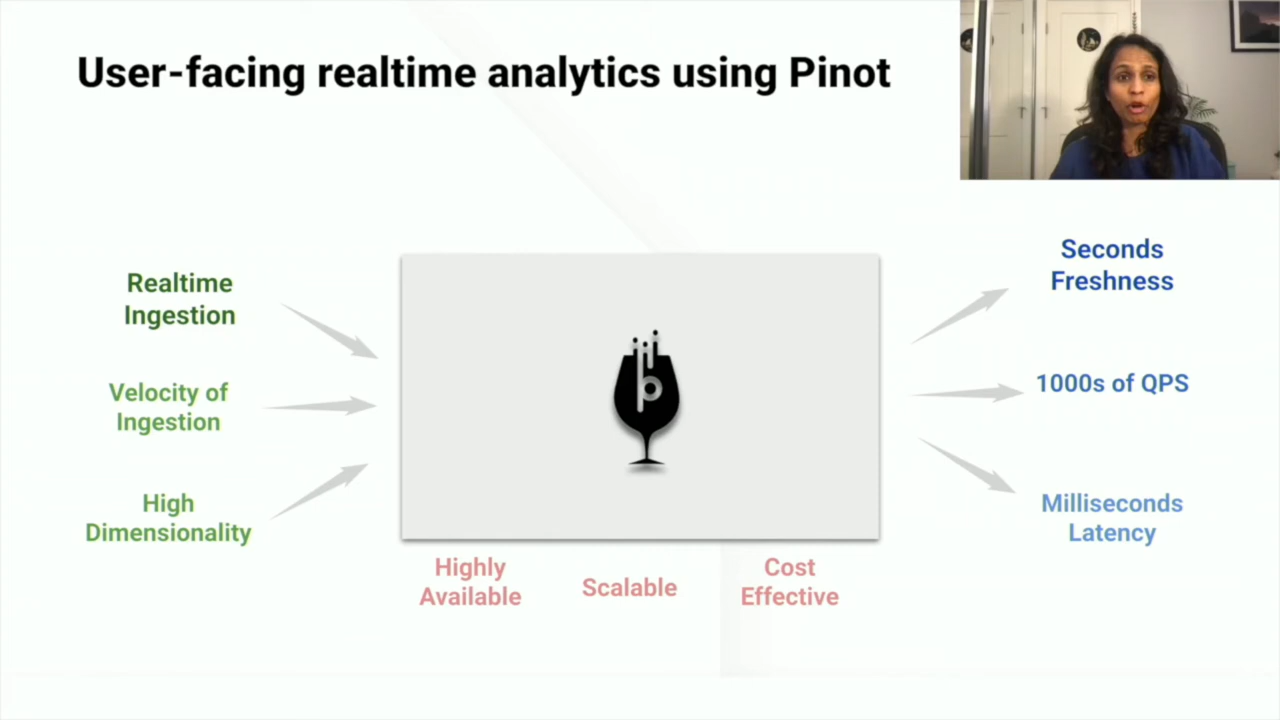 User-facing realtime analytics using Pinot
Realtime
Ingestion
Velocity of
Ingestion
High
Dimensionality
Seconds
Freshness
1000s of QPS
Milliseconds
Latency
Highly
Available
Scalable
Cost
Effective